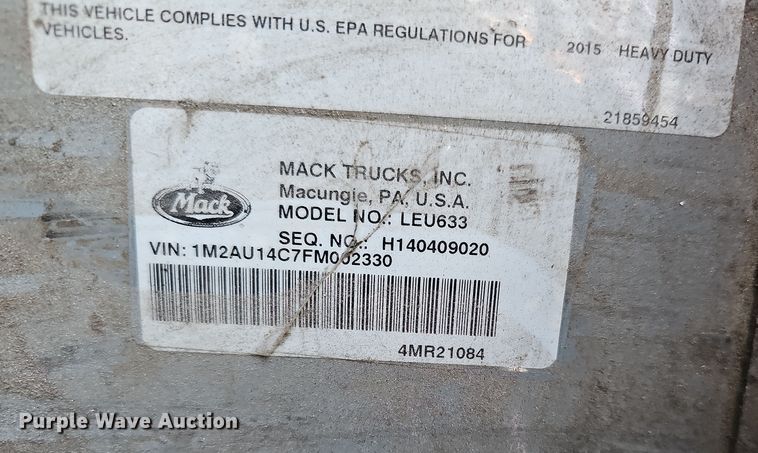 THIS VEHICLE COMPLIES WITH U.S. EPA REGULATIONS FOR 2015 HEAVY DUTY
VEHICLES.
21859454
Mack
MACK TRUCKS, INC.
Macungie, PA, U.S.A.
MODEL NO.: LEU633
SEQ. NO.: H140409020
VIN: 1M2AU14C7FM002330
4MR21084
Purple Wave Auction